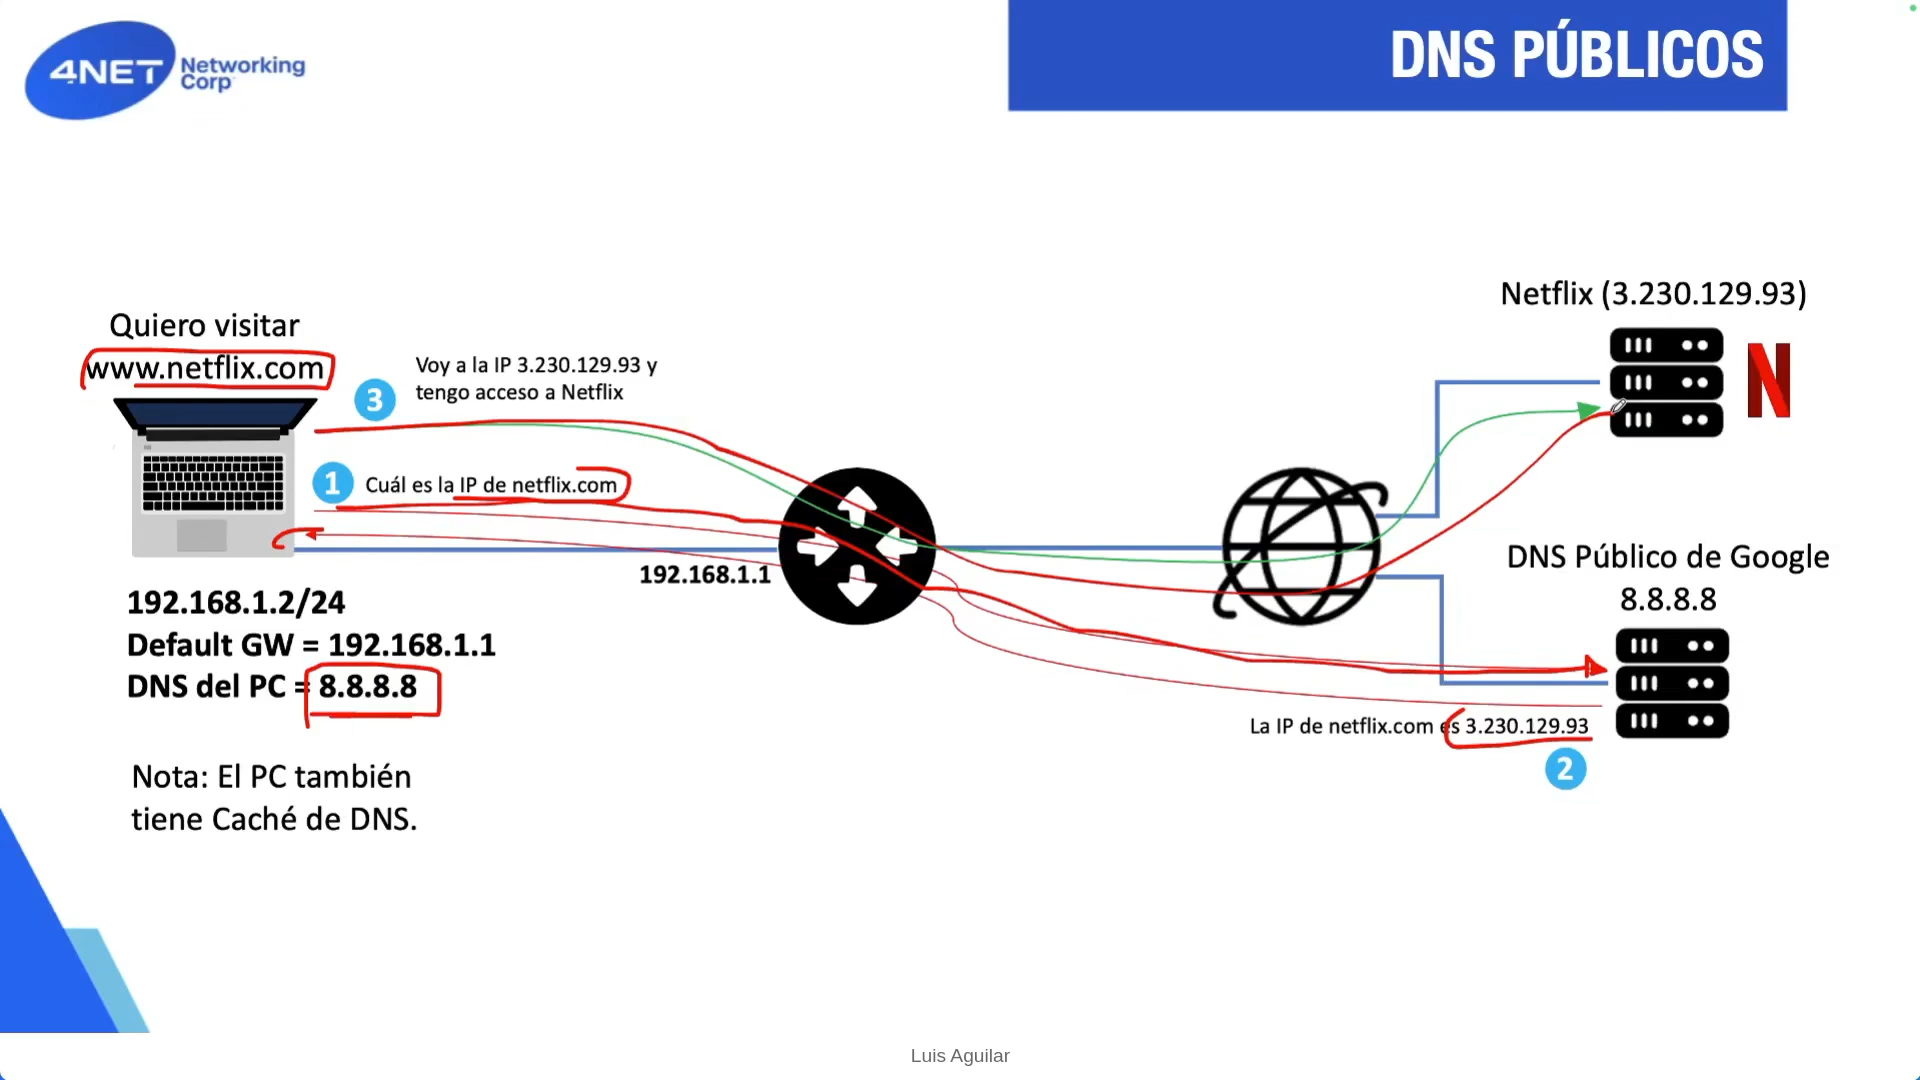 4NET Networking
Corp
DNS PÚBLICOS
Netflix (3.230.129.93)
N
Quiero visitar
www.netflix.com
3
Voy a la IP 3.230.129.93 y
tengo acceso a Netflix
1
Cuál es la IP de netflix.com
192.168.1.1
192.168.1.2/24
Default GW = 192.168.1.1
DNS del PC = 8.8.8.8
DNS Público de Google
8.8.8.8
La IP de netflix.com es 3.230.129.93
2
Nota: El PC también
tiene Caché de DNS.
Luis Aguilar